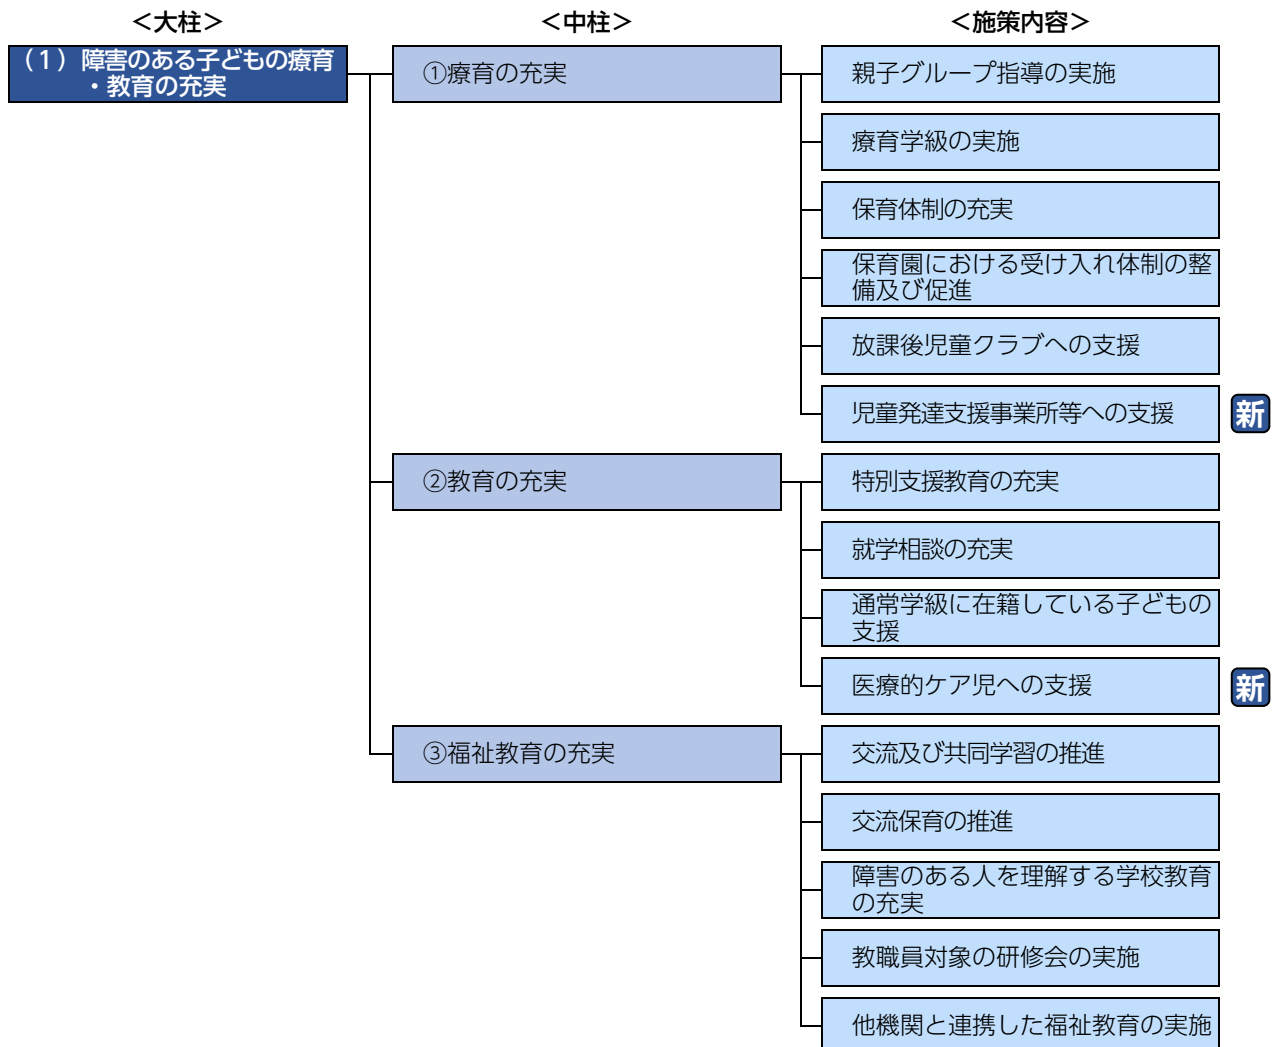 ＜大柱＞
＜中柱＞
＜施策内容＞
（１）障害のある子どもの療育
・教育の充実
①療育の充実
親子グループ指導の実施
療育学級の実施
保育体制の充実
保育園における受け入れ体制の整
備及び促進
放課後児童クラブへの支援
児童発達支援事業所等への支援
新
②教育の充実
特別支援教育の充実
就学相談の充実
通常学級に在籍している子どもの
支援
医療的ケア児への支援
新
③福祉教育の充実
交流及び共同学習の推進
交流保育の推進
障害のある人を理解する学校教育
の充実
教職員対象の研修会の実施
他機関と連携した福祉教育の実施